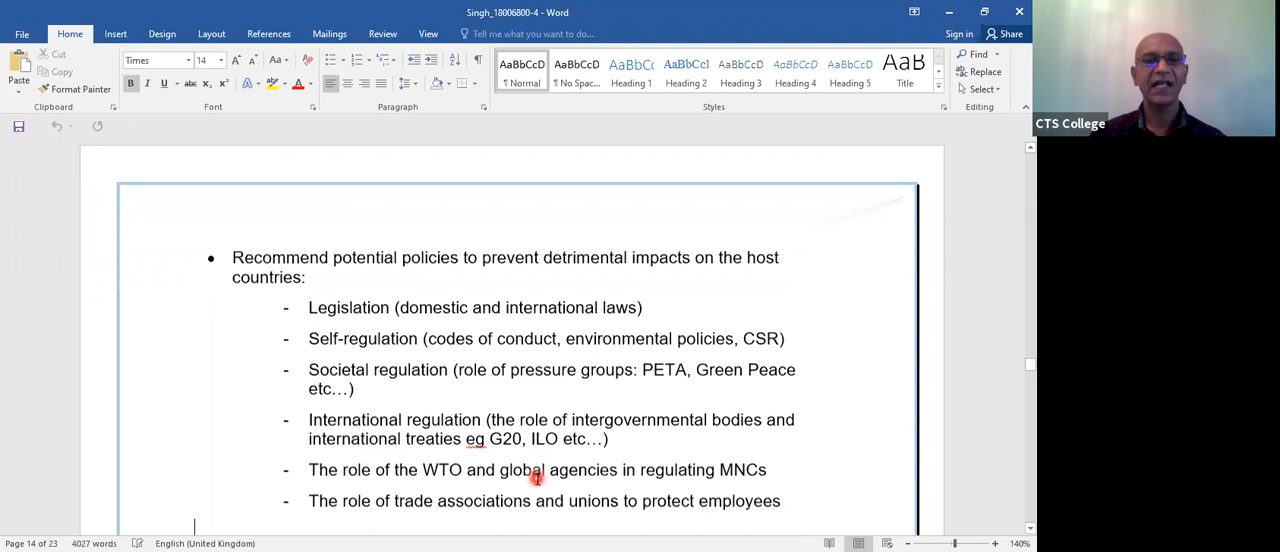 Singh_18006800-4 - Word
File Home Insert Design Layout References Mailings Review View Tell me what you want to do... Sign in Share
Paste Cut Copy Format Painter
Times 14 Aa
B I U abc x₂ x² A
AaBbCcD AaBbCcD AaBbCc AaBbCcI AaBbCcD AaBbCcD AaBbCcD AaB
¶ Normal ¶ No Spac... Heading 1 Heading 2 Heading 3 Heading 4 Heading 5 Title
Find Replace Select
Clipboard Font Paragraph Styles Editing
CTS College
• Recommend potential policies to prevent detrimental impacts on the host
countries:
- Legislation (domestic and international laws)
- Self-regulation (codes of conduct, environmental policies, CSR)
- Societal regulation (role of pressure groups: PETA, Green Peace
etc…)
- International regulation (the role of intergovernmental bodies and
international treaties eg G20, ILO etc…)
- The role of the WTO and global agencies in regulating MNCs
- The role of trade associations and unions to protect employees
Page 14 of 23 4027 words English (United Kingdom) 140%